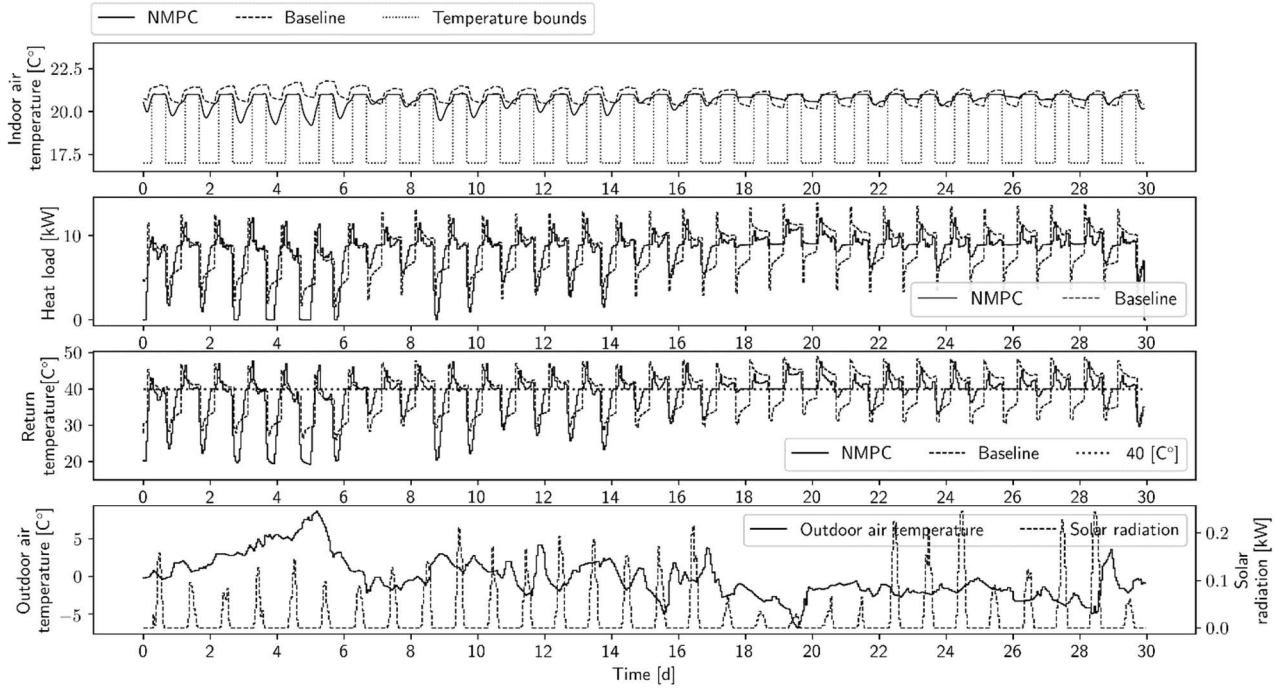 NMPC Baseline Temperature bounds
Indoor air
temperature [C°]
22.5
20.0
17.5
0 2 4 6 8 10 12 14 16 18 20 22 24 26 28 30
Heat load [kW]
10
0
NMPC Baseline
0 2 4 6 8 10 12 14 16 18 20 22 24 26 28 30
Return
temperature[C°]
50
40
30
20
NMPC Baseline 40 [C°]
0 2 4 6 8 10 12 14 16 18 20 22 24 26 28 30
Outdoor air
temperature [C°]
5
0
−5
Outdoor air temperature Solar radiation
0.2
0.1
0.0
Solar
radiation [kW]
0 2 4 6 8 10 12 14 16 18 20 22 24 26 28 30
Time [d]